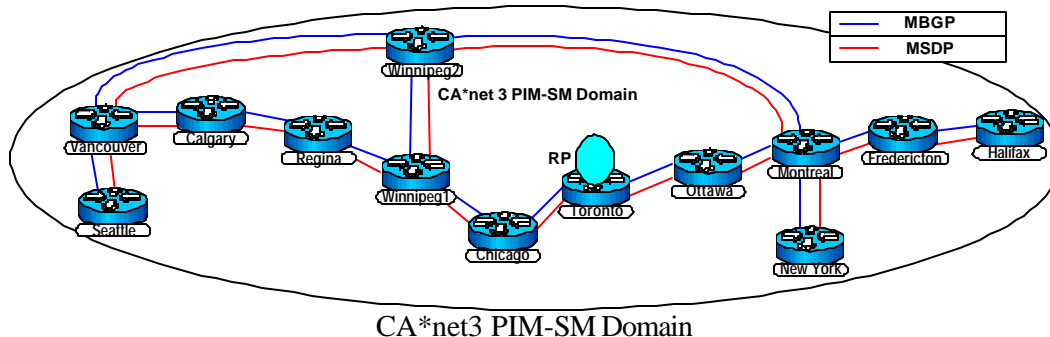 MBGP
MSDP
Winnipeg2
CA*net 3 PIM-SM Domain
Vancouver
Calgary
Regina
Winnipeg1
RP
Toronto
Ottawa
Montreal
Fredericton
Halifax
Seattle
Chicago
New York
CA*net3 PIM-SM Domain